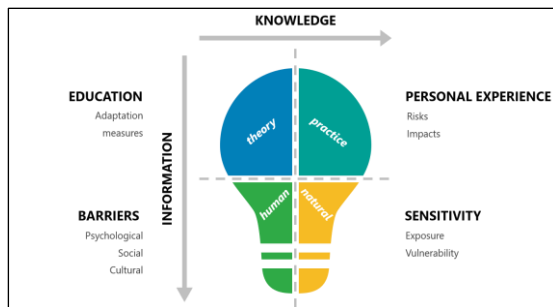 KNOWLEDGE
EDUCATION
Adaptation
measures
INFORMATION
theory
practice
PERSONAL EXPERIENCE
Risks
Impacts
BARRIERS
Psychological
Social
Cultural
human
natural
SENSITIVITY
Exposure
Vulnerability